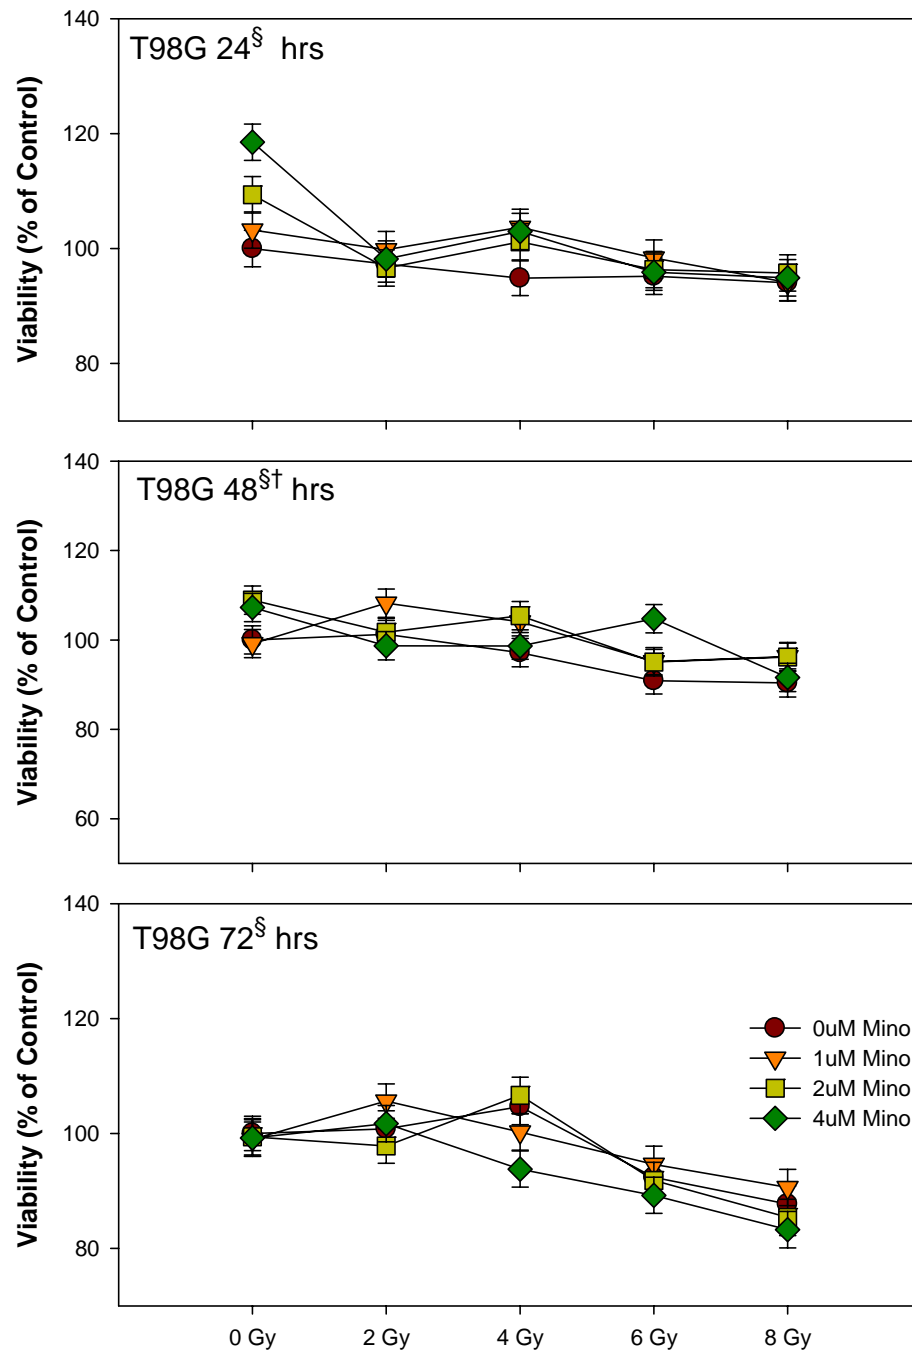 140
T98G 24§ hrs
120
100
80
Viability (% of Control)
140
T98G 48§† hrs
120
100
80
60
Viability (% of Control)
140
T98G 72§ hrs
120
100
80
Viability (% of Control)
0uM Mino
1uM Mino
2uM Mino
4uM Mino
0 Gy 2 Gy 4 Gy 6 Gy 8 Gy